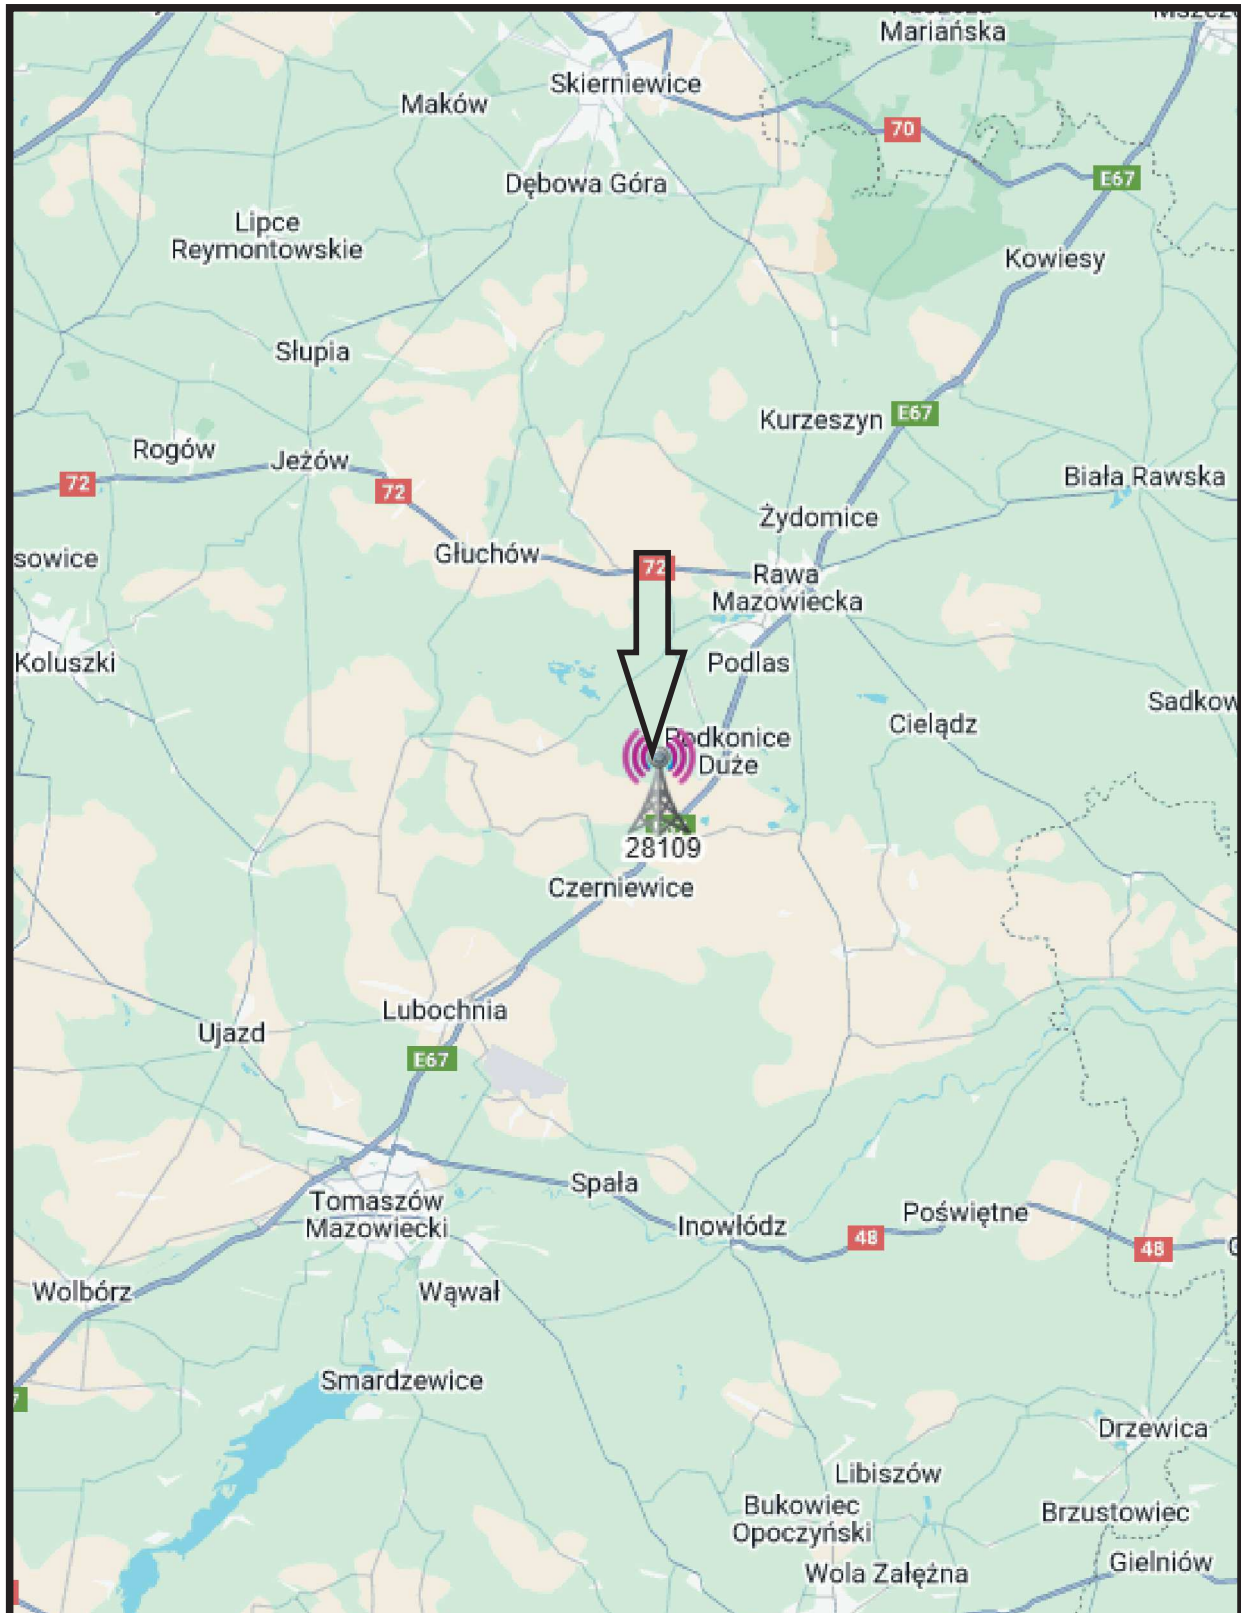 Mariańska
Skierniewice
Maków
70
E67
Dębowa Góra
Lipce
Reymontowskie
Kowiesy
Słupia
Kurzeszyn
E67
Rogów
Jeżów
72
72
Biała Rawska
Żydomice
sowice
Głuchów
72
Rawa
Mazowiecka
Koluszki
Podlas
Sadkow
Cielądz
Podkonice
Duże
28109
Czerniewice
Lubochnia
Ujazd
E67
Spała
Tomaszów
Mazowiecki
Inowłódz
Poświętne
48
48
Wolbórz
Wąwał
Smardzewice
7
Drzewica
Libiszów
Bukowiec
Opoczyński
Brzustowiec
Gielniów
Wola Załężna